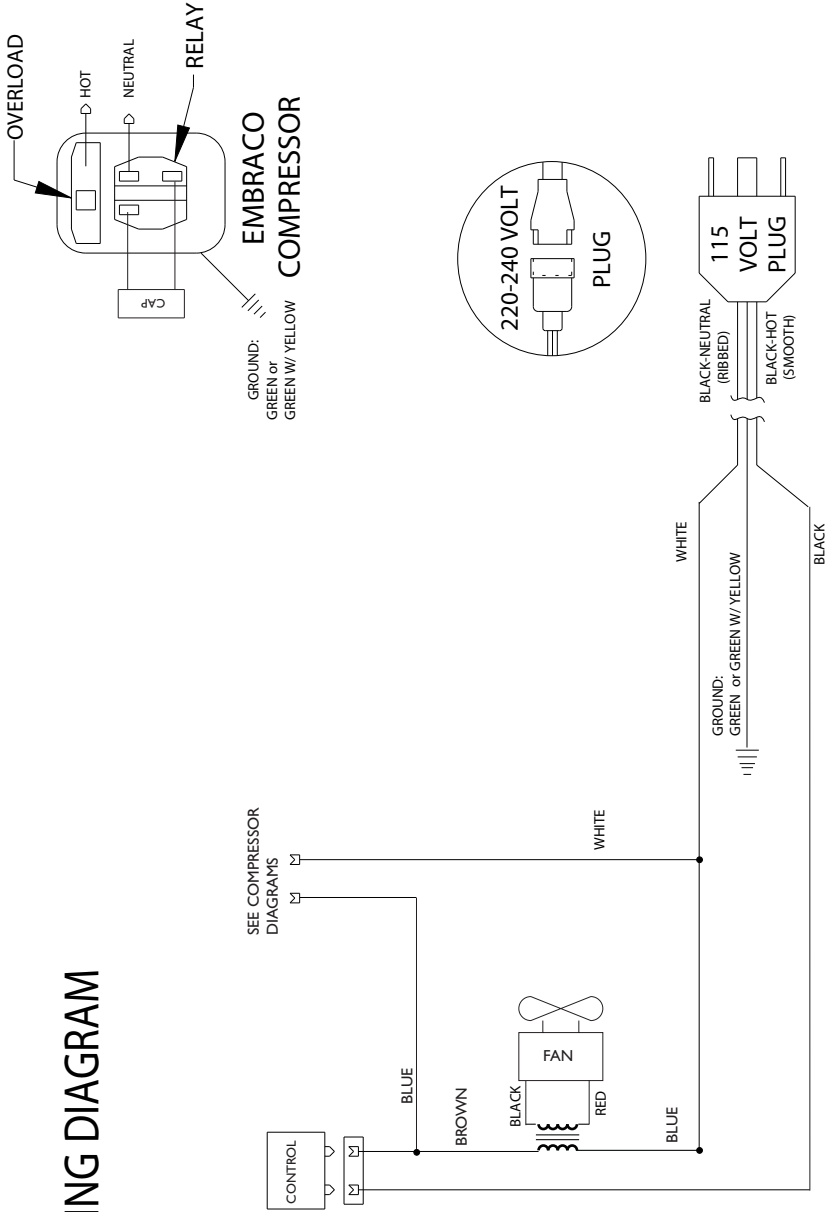 ING DIAGRAM
CONTROL
BLUE
BROWN
BLACK
FAN
RED
BLUE
SEE COMPRESSOR
DIAGRAMS
WHITE
GROUND:
GREEN or GREEN W/ YELLOW
WHITE
BLACK
BLACK-NEUTRAL
(RIBBED)
BLACK-HOT
(SMOOTH)
115
VOLT
PLUG
220-240 VOLT
PLUG
OVERLOAD
HOT
NEUTRAL
RELAY
CAP
GROUND:
GREEN or
GREEN W/ YELLOW
EMBRACO
COMPRESSOR